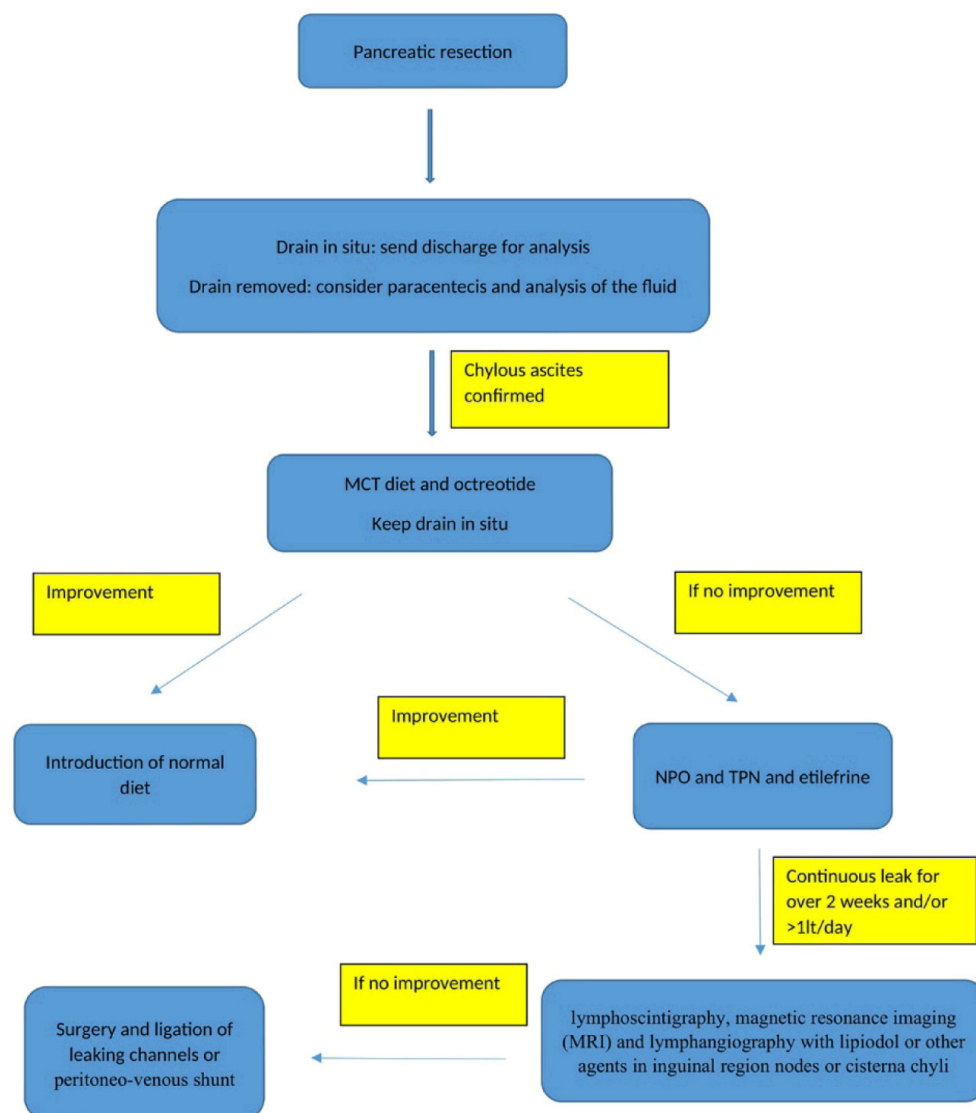 Pancreatic resection
Drain in situ: send discharge for analysis
Drain removed: consider paracentecis and analysis of the fluid
Chylous ascites
confirmed
MCT diet and octreotide
Keep drain in situ
Improvement
If no improvement
Improvement
Introduction of normal
diet
NPO and TPN and etilefrine
Continuous leak for
over 2 weeks and/or
>1lt/day
If no improvement
Surgery and ligation of
leaking channels or
peritoneo-venous shunt
lymphoscintigraphy, magnetic resonance imaging
(MRI) and lymphangiography with lipiodol or other
agents in inguinal region nodes or cisterna chyli